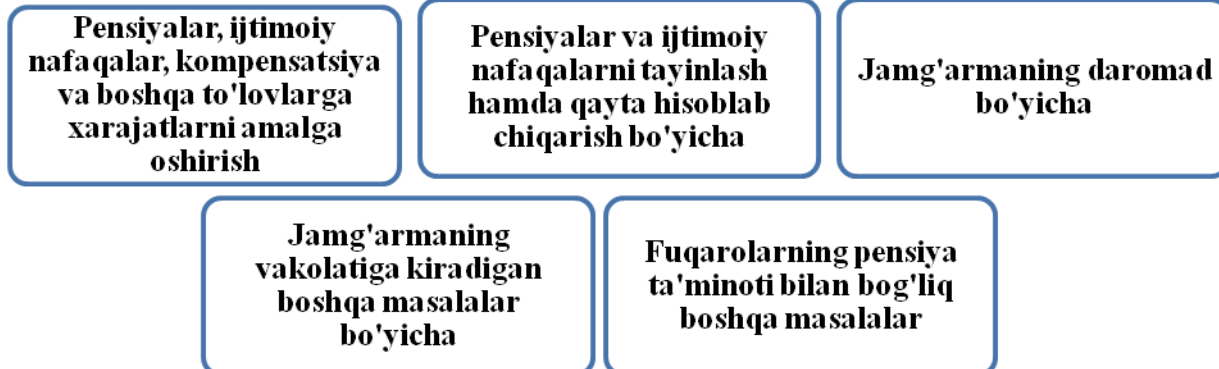 Pensiyalar, ijtimoiy
nafaqalar, kompensatsiya
va boshqa to'lovlarga
xarajatlarni amalga
oshirish
Pensiyalar va ijtimoiy
nafaqalarni tayinlash
hamda qayta hisoblab
chiqarish bo'yicha
Jamg'armaning daromad
bo'yicha
Jamg'armaning
vakolatiga kiradigan
boshqa masalalar
bo'yicha
Fuqarolarning pensiya
ta'minoti bilan bog'liq
boshqa masalalar